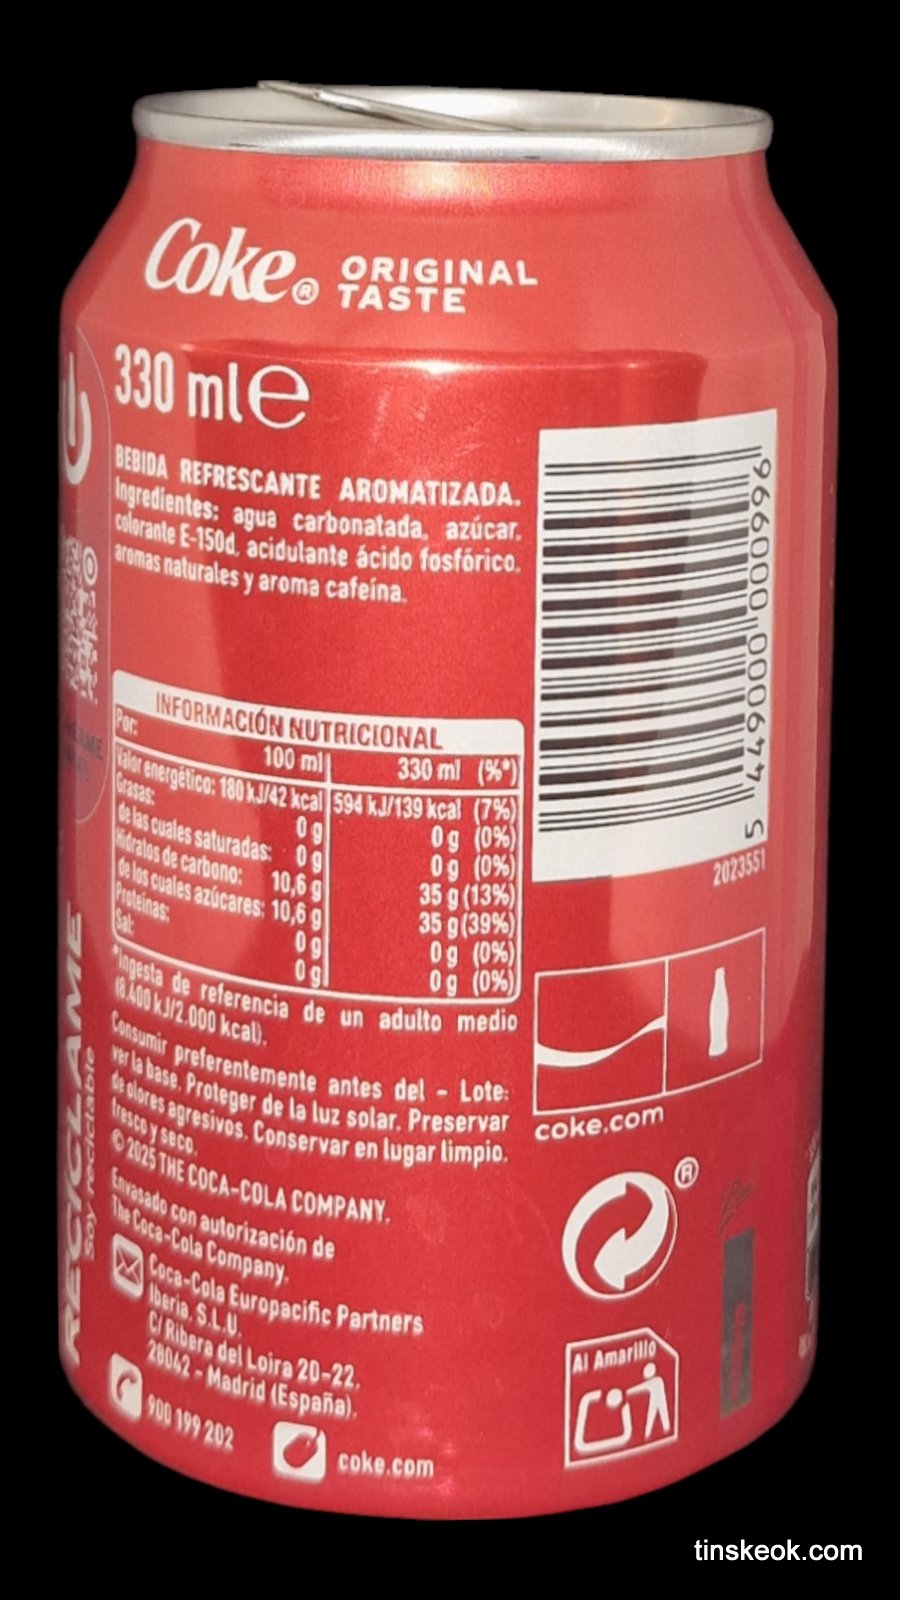 Coke® ORIGINAL
TASTE
330 ml ℮
BEBIDA REFRESCANTE AROMATIZADA.
Ingredientes: agua carbonatada, azúcar,
colorante E-150d, acidulante ácido fosfórico,
aromas naturales y aroma cafeína.
INFORMACIÓN NUTRICIONAL
Por: 100 ml 330 ml (%*)
Valor energético: 180 kJ/42 kcal 594 kJ/139 kcal (7%)
Grasas: 0 g 0 g (0%)
de las cuales saturadas: 0 g 0 g (0%)
Hidratos de carbono: 10,6 g 35 g (13%)
de los cuales azúcares: 10,6 g 35 g (39%)
Proteínas: 0 g 0 g (0%)
Sal: 0 g 0 g (0%)
*Ingesta de referencia de un adulto medio
(8.400 kJ/2.000 kcal).
Consumir preferentemente antes del - Lote:
ver la base. Proteger de la luz solar. Preservar
de olores agresivos. Conservar en lugar limpio,
fresco y seco.
© 2025 THE COCA-COLA COMPANY.
Envasado con autorización de
The Coca-Cola Company.
Coca-Cola Europacific Partners
Iberia, S.L.U.
C/ Ribera del Loira 20-22.
28042 - Madrid (España).
900 199 202
coke.com
5 449000 000996
2023551
coke.com
®
Al Amarillo
RECICLAME
Soy reciclable
tinskeok.com